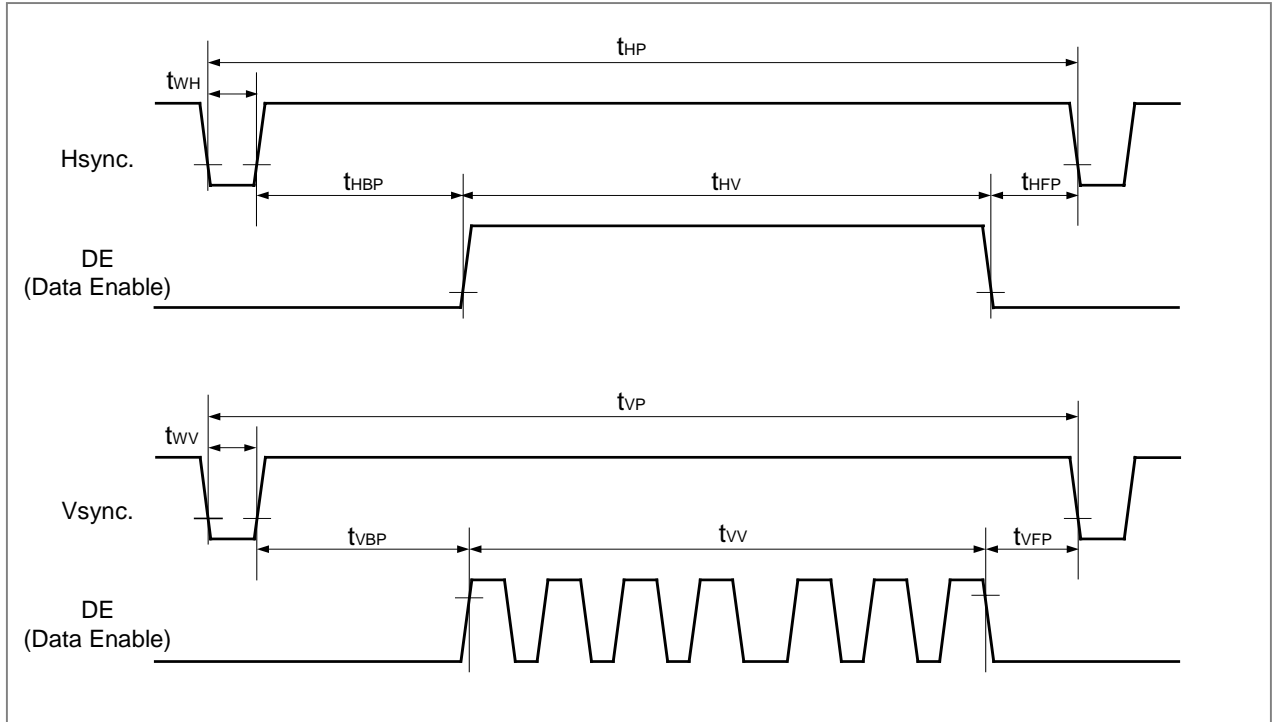 tHP
tWH
Hsync.
tHBP
tHV
tHFP
DE
(Data Enable)
tVP
tWV
Vsync.
tVBP
tVV
tVFP
DE
(Data Enable)